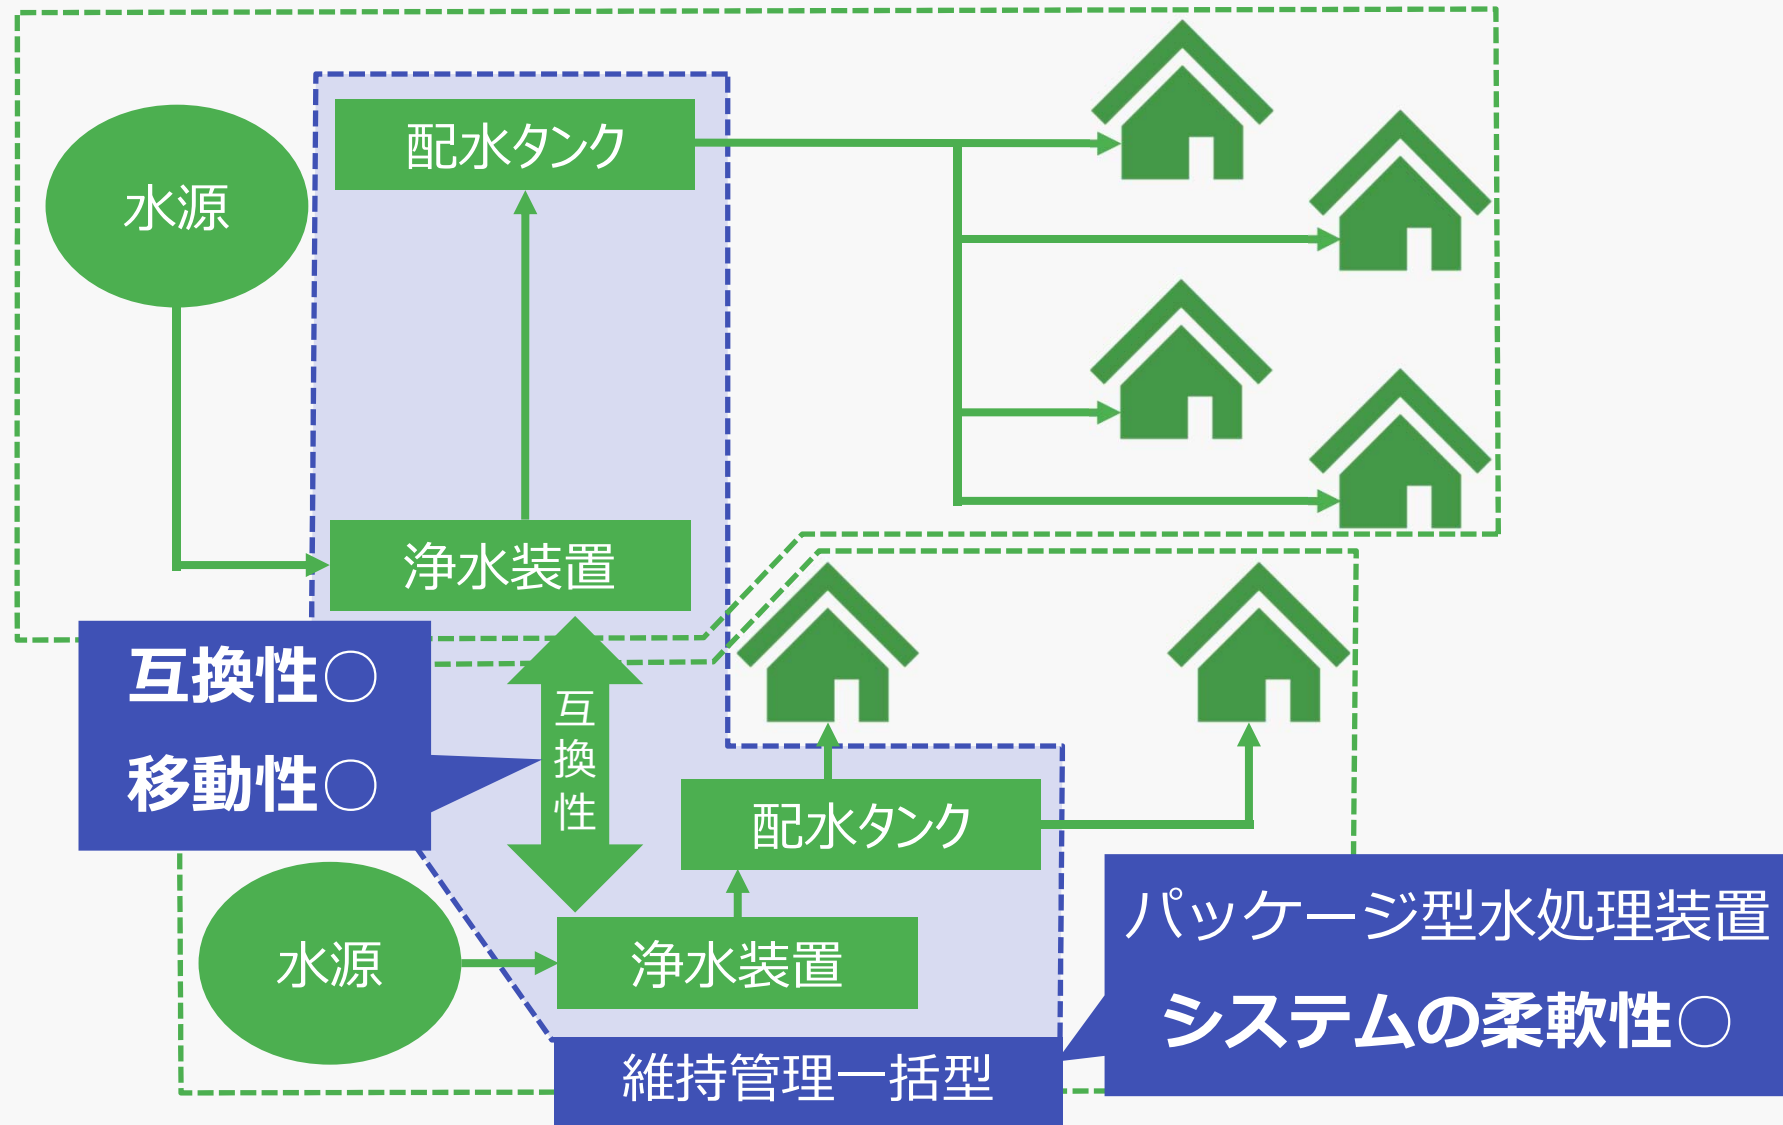 配水タンク
水源
浄水装置
互換性○
移動性○
互換性
配水タンク
パッケージ型水処理装置
システムの柔軟性○
水源
浄水装置
維持管理一括型